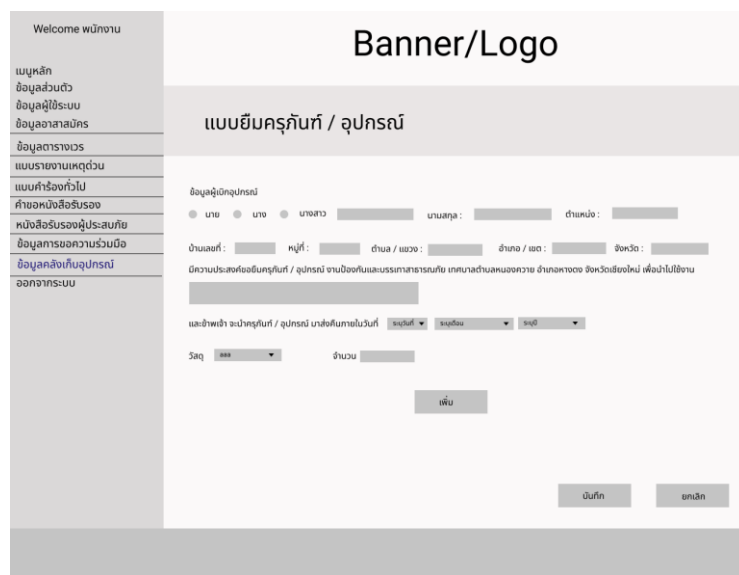 Welcome พนักงาน
Banner/Logo
เมนูหลัก
ข้อมูลส่วนตัว
ข้อมูลผู้ใช้ระบบ
ข้อมูลอาสาสมัคร
ข้อมูลตารางเวร
แบบรายงานเหตุด่วน
แบบคำร้องทั่วไป
คำขอหนังสือรับรอง
หนังสือรับรองผู้ประสบภัย
ข้อมูลการขอความร่วมมือ
ข้อมูลคลังเก็บอุปกรณ์
ออกจากระบบ
แบบยืมครุภันฑ์ / อุปกรณ์
ข้อมูลผู้เบิกอุปกรณ์
นาย นาง นางสาว นามสกุล : ตำแหน่ง :
บ้านเลขที่ : หมู่ที่ : ตำบล / แขวง : อำเภอ / เขต : จังหวัด :
มีความประสงค์ขอยืมครุภันฑ์ / อุปกรณ์ งานป้องกันและบรรเทาสาธารณภัย เทศบาลตำบลหนองควาย อำเภอหางดง จังหวัดเชียงใหม่ เพื่อนำไปใช้งาน
และข้าพเจ้า จะนำครุภันฑ์ / อุปกรณ์ มาส่งคืนภายในวันที่ ระบุวันที่ ระบุเดือน ระบุปี
วัสดุ จำนวน
เพิ่ม
บันทึก ยกเลิก